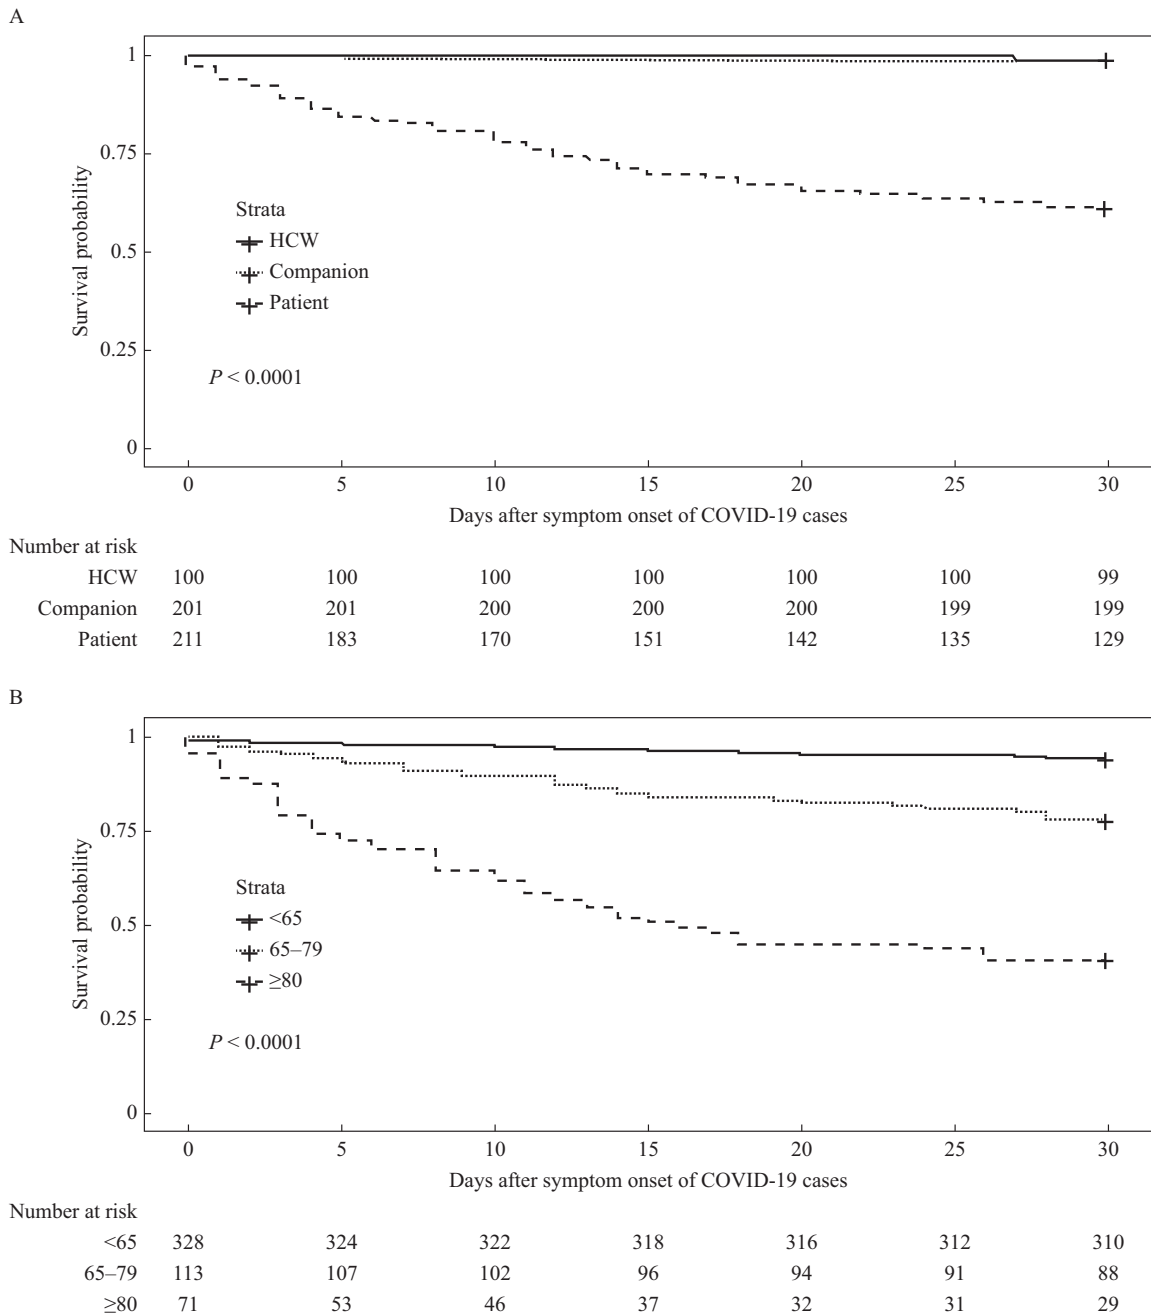 A
1
0.75
0.5
0.25
0
Survival probability
Strata
HCW
Companion
Patient
P < 0.0001
0 5 10 15 20 25 30
Days after symptom onset of COVID-19 cases
Number at risk
HCW 100 100 100 100 100 100 99
Companion 201 201 200 200 200 199 199
Patient 211 183 170 151 142 135 129
B
1
0.75
0.5
0.25
0
Survival probability
Strata
<65
65–79
≥80
P < 0.0001
0 5 10 15 20 25 30
Days after symptom onset of COVID-19 cases
Number at risk
<65 328 324 322 318 316 312 310
65–79 113 107 102 96 94 91 88
≥80 71 53 46 37 32 31 29